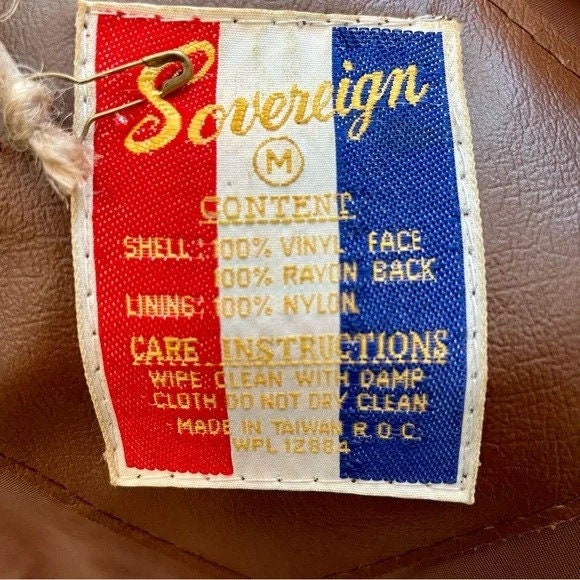 Sovereign
M
CONTENT
SHELL: 100% VINYL FACE
100% RAYON BACK
LINING: 100% NYLON
CARE INSTRUCTIONS
WIPE CLEAN WITH DAMP
CLOTH DO NOT DRY CLEAN
MADE IN TAIWAN R.O.C.
WPL 12884